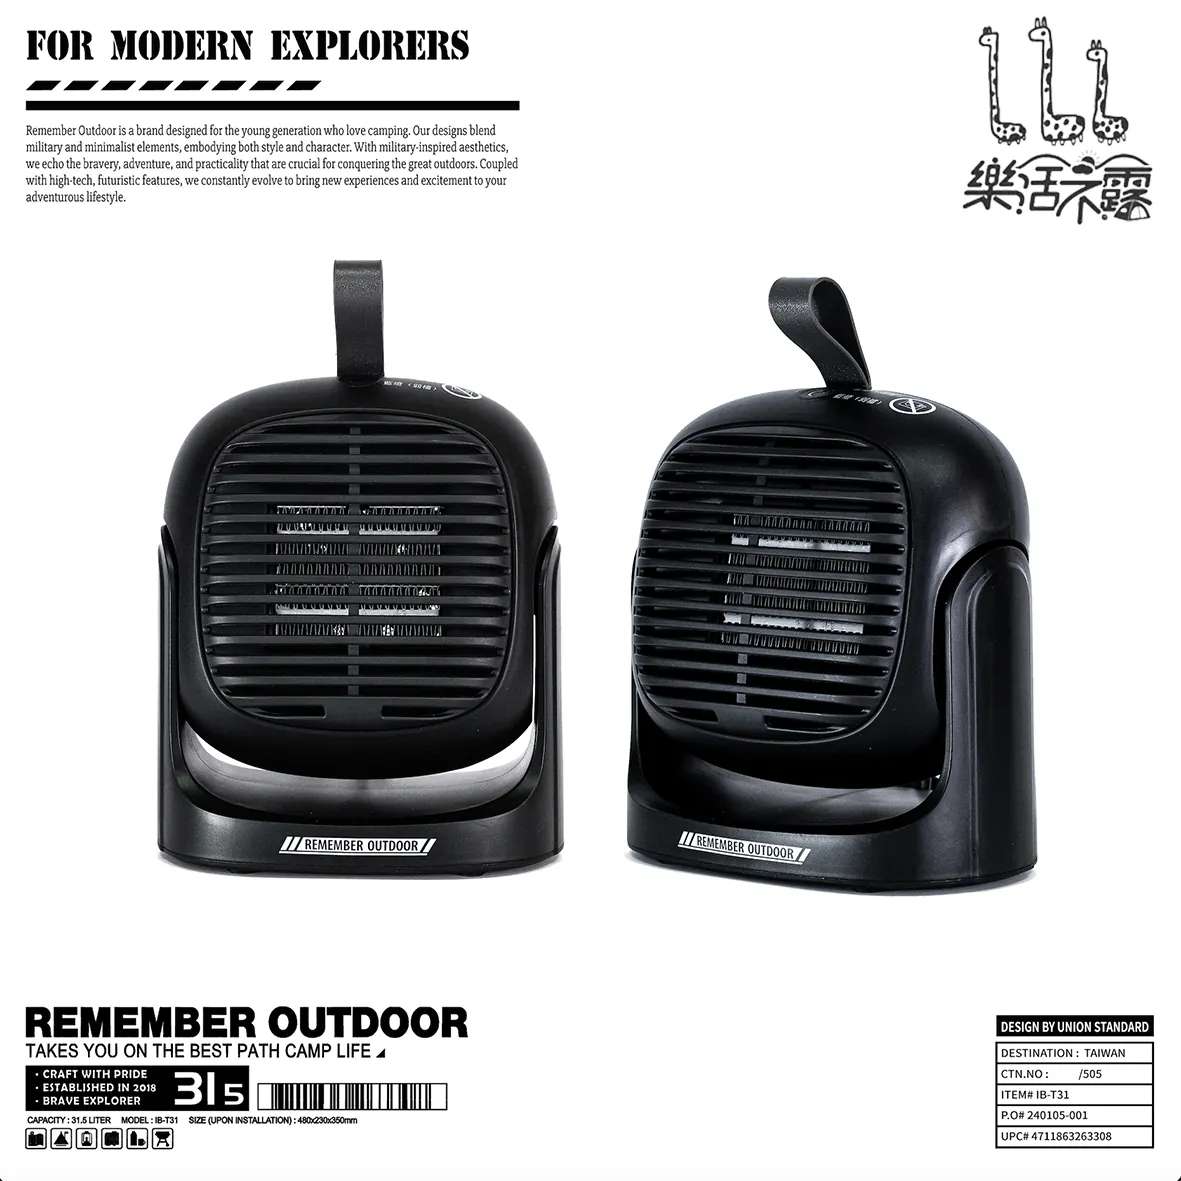 FOR MODERN EXPLORERS
Remember Outdoor is a brand designed for the young generation who love camping. Our designs blend
military and minimalist elements, embodying both style and character. With military-inspired aesthetics,
we echo the bravery, adventure, and practicality that are crucial for conquering the great outdoors. Coupled
with high-tech, futuristic features, we constantly evolve to bring new experiences and excitement to your
adventurous lifestyle.
樂活不露
REMEMBER OUTDOOR
REMEMBER OUTDOOR
REMEMBER OUTDOOR
TAKES YOU ON THE BEST PATH CAMP LIFE
· CRAFT WITH PRIDE
· ESTABLISHED IN 2018
· BRAVE EXPLORER
31 5
CAPACITY : 31.5 LITER MODEL : IB-T31 SIZE (UPON INSTALLATION) : 480x230x350mm
DESIGN BY UNION STANDARD
DESTINATION : TAIWAN
CTN.NO : /505
ITEM# IB-T31
P.O# 240105-001
UPC# 4711863263308